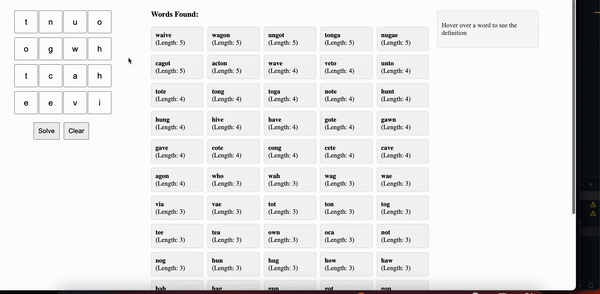 t n u o
o g w h
t c a h
e e v i
Solve Clear
Words Found:
waive wagon ungot tonga nugae
(Length: 5) (Length: 5) (Length: 5) (Length: 5) (Length: 5)
cagot acton wave veto unto
(Length: 5) (Length: 5) (Length: 4) (Length: 4) (Length: 4)
tote tong toga note hunt
(Length: 4) (Length: 4) (Length: 4) (Length: 4) (Length: 4)
hung hive have gote gawn
(Length: 4) (Length: 4) (Length: 4) (Length: 4) (Length: 4)
gave cote cong cete cave
(Length: 4) (Length: 4) (Length: 4) (Length: 4) (Length: 4)
agon who wah wag wae
(Length: 4) (Length: 3) (Length: 3) (Length: 3) (Length: 3)
via vae tot ton tog
(Length: 3) (Length: 3) (Length: 3) (Length: 3) (Length: 3)
tee tea own oca not
(Length: 3) (Length: 3) (Length: 3) (Length: 3) (Length: 3)
nog hun hug how haw
(Length: 3) (Length: 3) (Length: 3) (Length: 3) (Length: 3)
hah hag gun got gon
Hover over a word to see the
definition